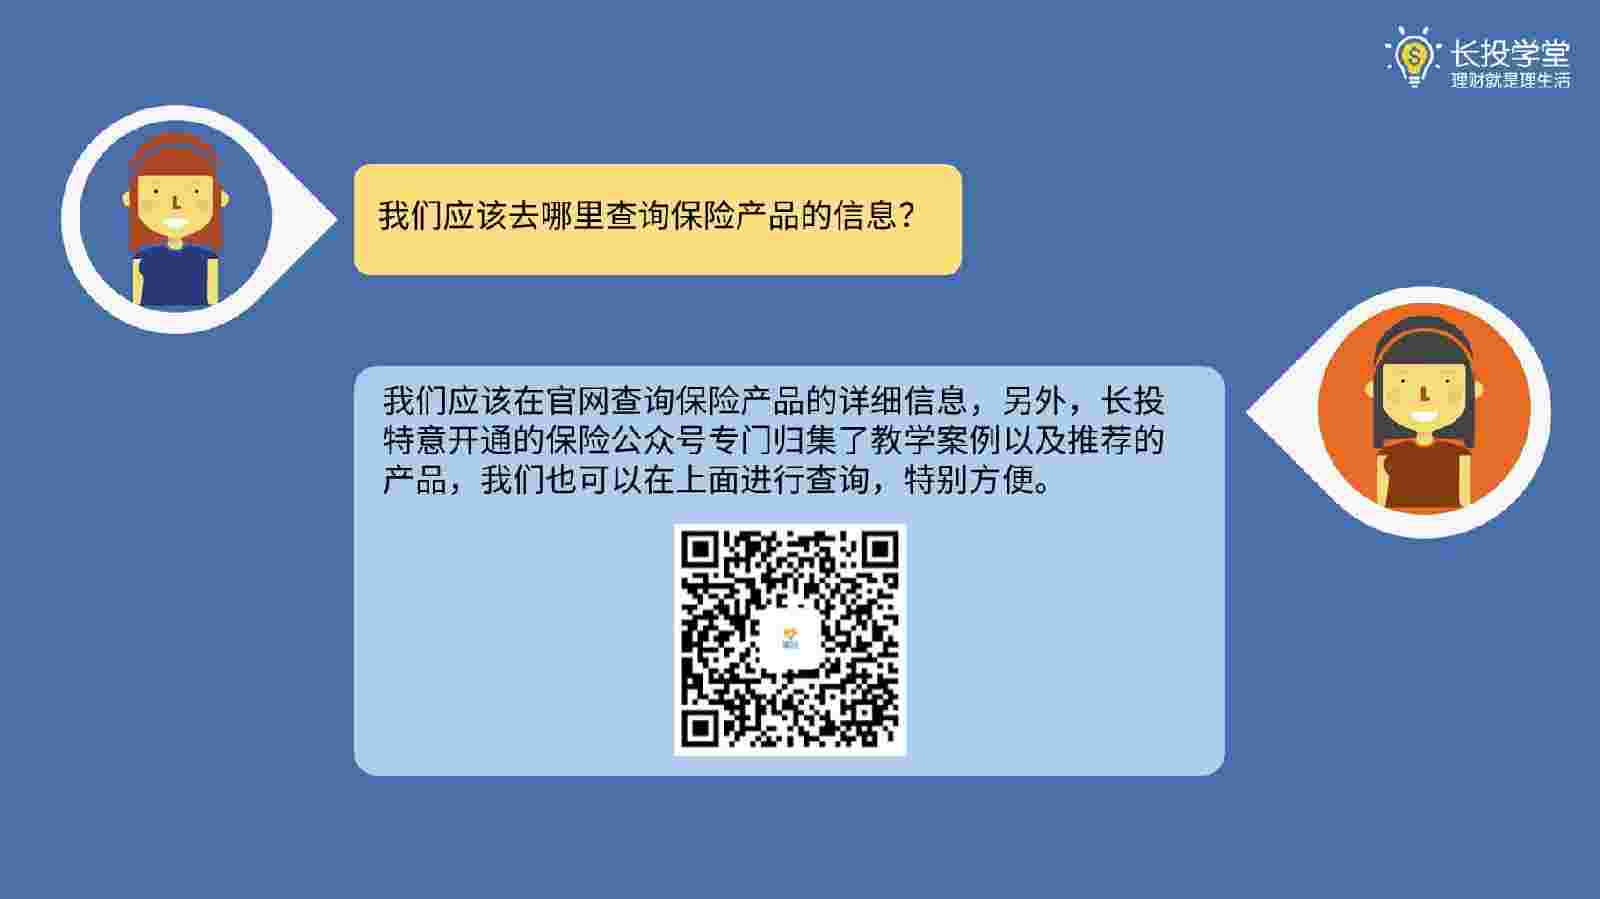 长投学堂
理财就是理生活
我们应该去哪里查询保险产品的信息？
我们应该在官网查询保险产品的详细信息，另外，长投
特意开通的保险公众号专门归集了教学案例以及推荐的
产品，我们也可以在上面进行查询，特别方便。